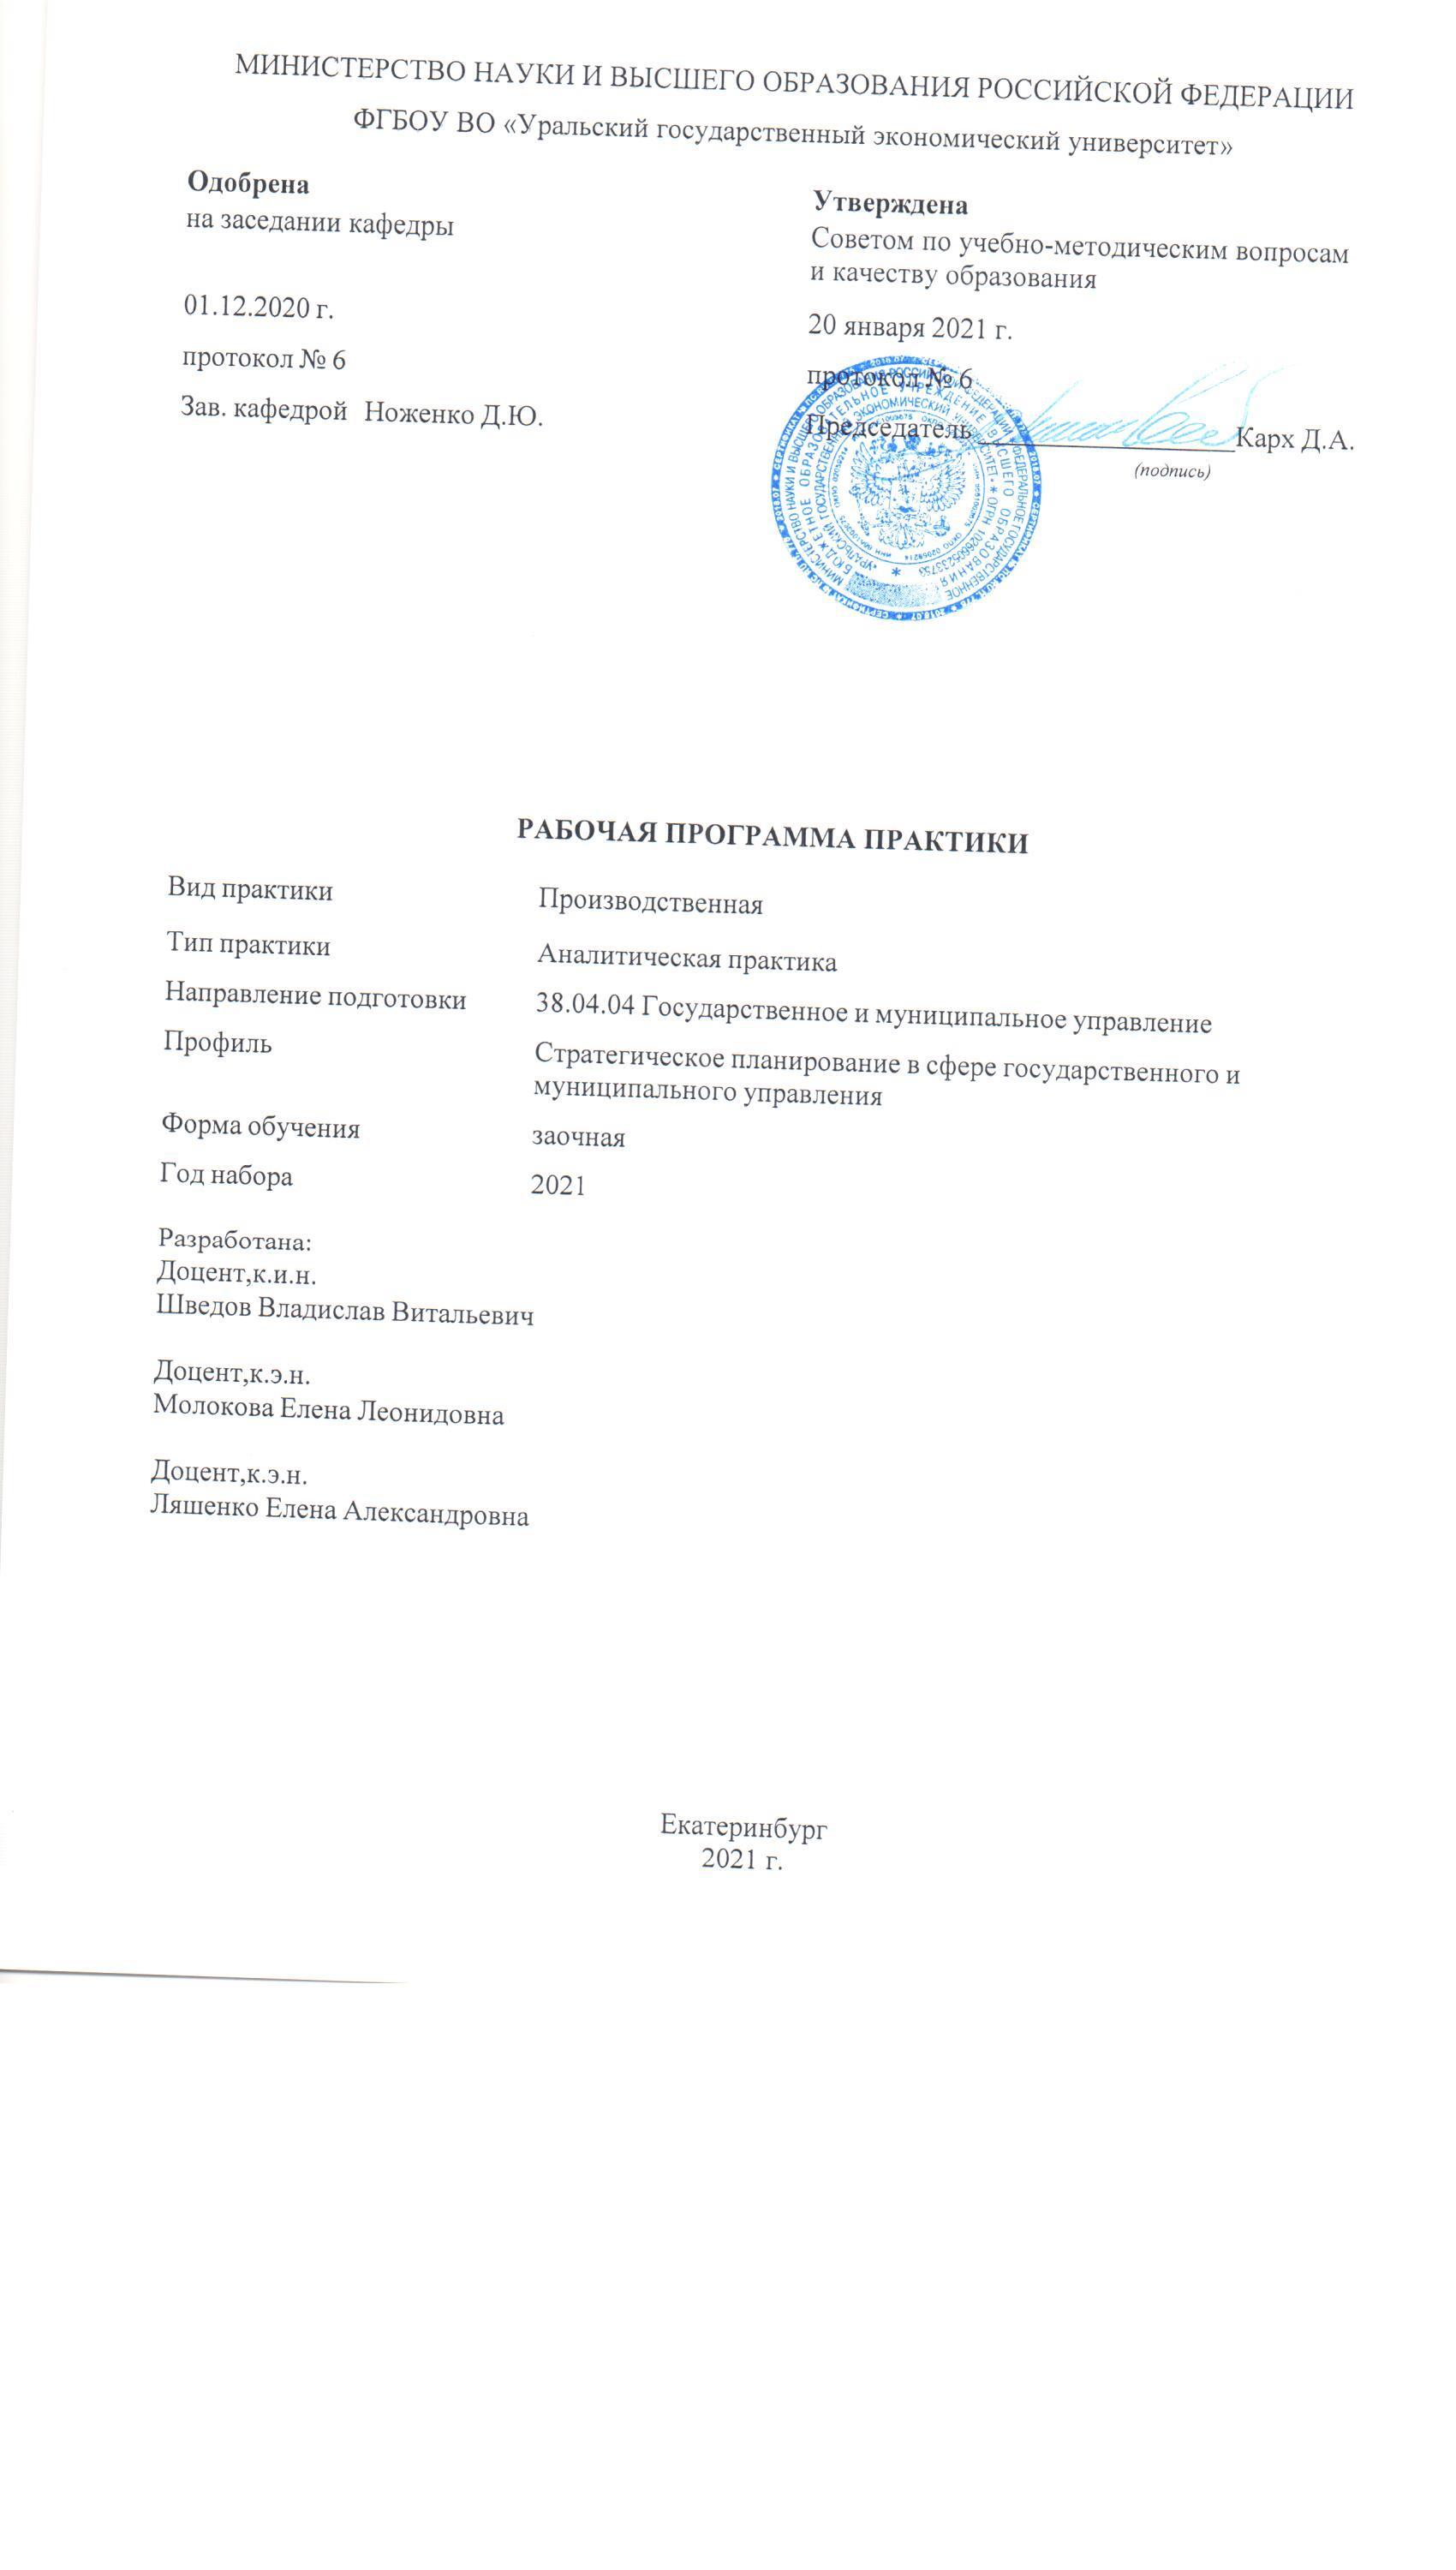 МИНИСТЕРСТВО НАУКИ И ВЫСШЕГО ОБРАЗОВАНИЯ РОССИЙСКОЙ ФЕДЕРАЦИИ
ФГБОУ ВО «Уральский государственный экономический университет»
Одобрена
на заседании кафедры
01.12.2020 г.
протокол № 6
Зав. кафедрой Ноженко Д.Ю.
Утверждена
Советом по учебно-методическим вопросам
и качеству образования
20 января 2021 г.
протокол № 6
Председатель Карх Д.А.
(подпись)
РАБОЧАЯ ПРОГРАММА ПРАКТИКИ
Вид практики Производственная
Тип практики Аналитическая практика
Направление подготовки 38.04.04 Государственное и муниципальное управление
Профиль Стратегическое планирование в сфере государственного и
муниципального управления
Форма обучения заочная
Год набора 2021
Разработана:
Доцент,к.и.н.
Шведов Владислав Витальевич
Доцент,к.э.н.
Молокова Елена Леонидовна
Доцент,к.э.н.
Ляшенко Елена Александровна
Екатеринбург
2021 г.